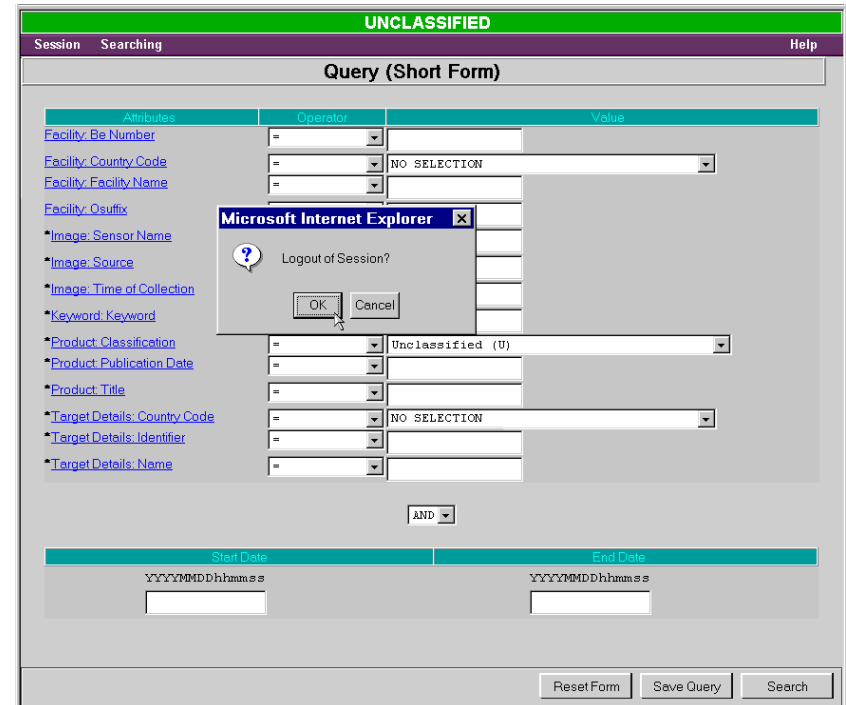 UNCLASSIFIED
Session Searching Help
Query (Short Form)
Attributes Operator Value
Facility: Be Number =
Facility: Country Code = NO SELECTION
Facility: Facility Name =
Facility: Osuffix
Microsoft Internet Explorer
*Image: Sensor Name
? Logout of Session?
*Image: Source
*Image: Time of Collection
OK Cancel
*Keyword: Keyword
*Product: Classification = Unclassified (U)
*Product: Publication Date =
*Product: Title =
*Target Details: Country Code = NO SELECTION
*Target Details: Identifier =
*Target Details: Name =
AND
Start Date End Date
YYYYMMDDhhmmss YYYYMMDDhhmmss
Reset Form Save Query Search